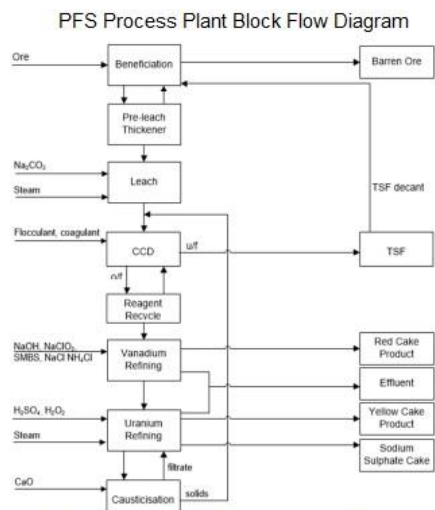 PFS Process Plant Block Flow Diagram
Ore
Beneficiation
Barren Ore
Pre-leach
Thickener
Na₂CO₃
Steam
Leach
TSF decant
Flocculant, coagulant
CCD
u/f
TSF
o/f
Reagent
Recycle
NaOH, NaClO₃,
SMBS, NaCl NH₄Cl
Vanadium
Refining
Red Cake
Product
Effluent
H₂SO₄, H₂O₂
Steam
Uranium
Refining
Yellow Cake
Product
Sodium
Sulphate Cake
filtrate
CaO
Causticisation
solids